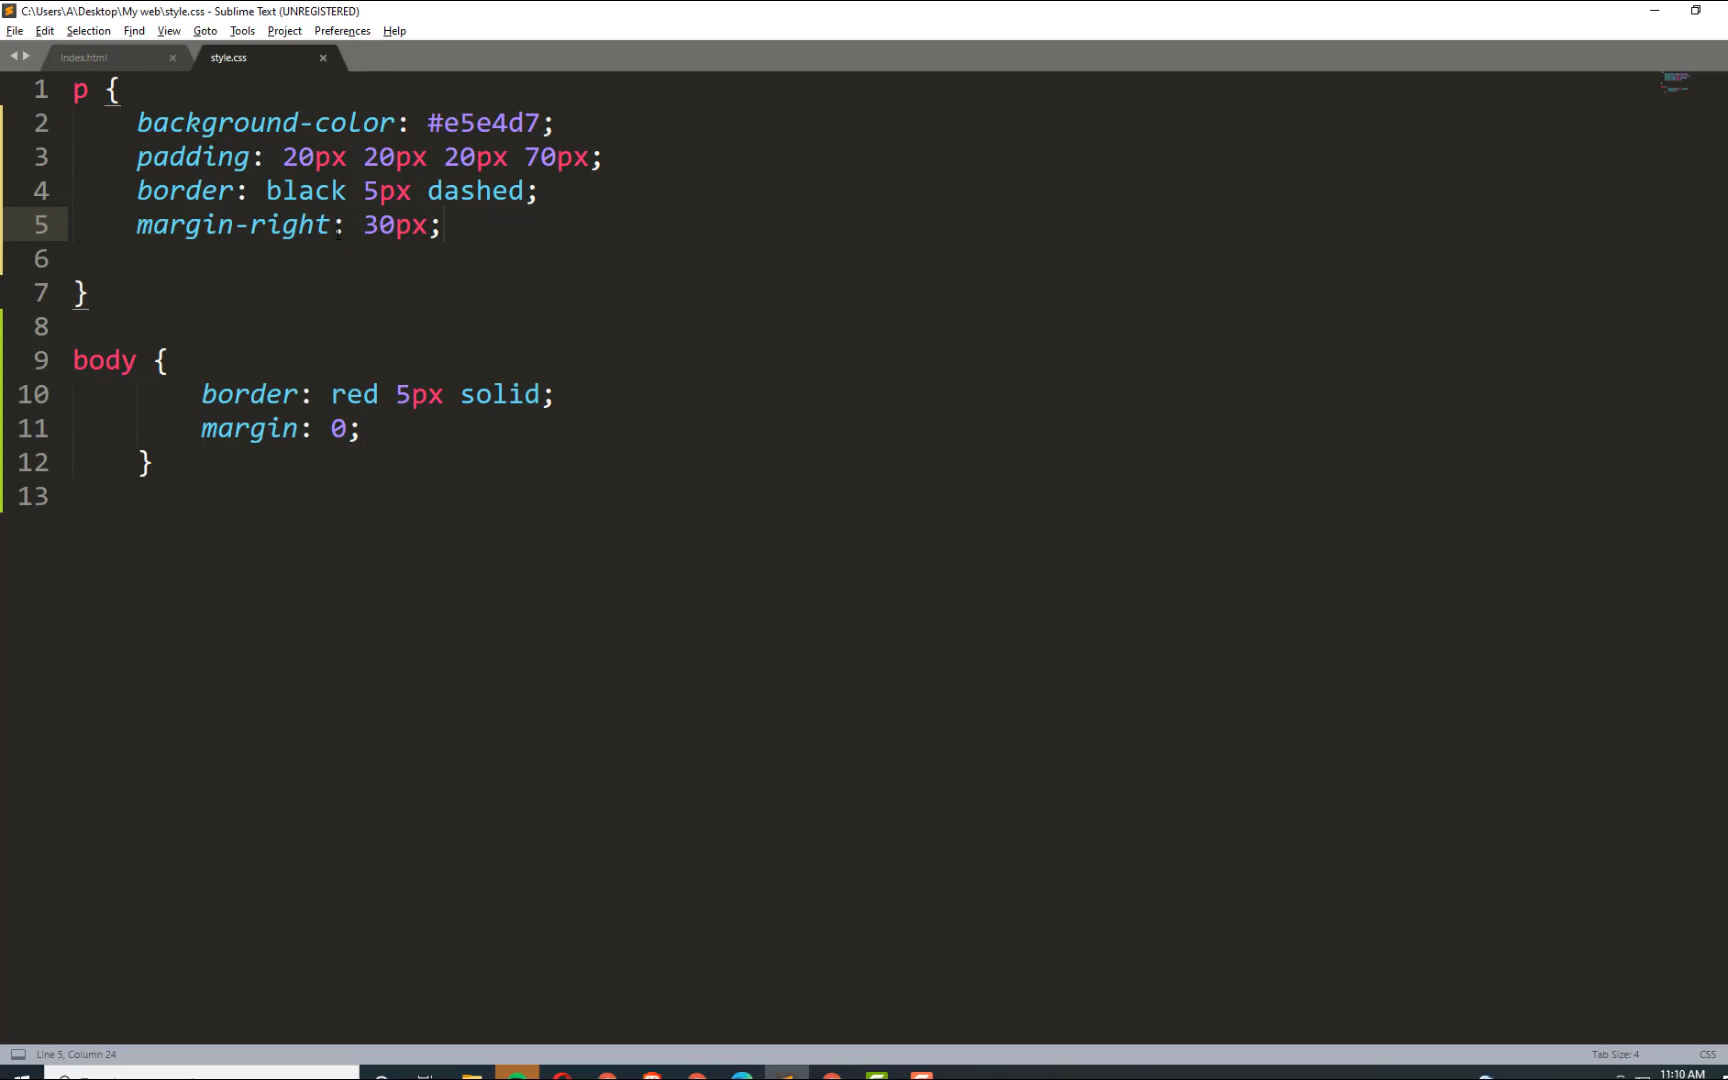 C:\Users\A\Desktop\My web\style.css - Sublime Text (UNREGISTERED)
File Edit Selection Find View Goto Tools Project Preferences Help
index.html × style.css ×
1 p {
2 background-color: #e5e4d7;
3 padding: 20px 20px 20px 70px;
4 border: black 5px dashed;
5 margin-right: 30px;
6
7 }
8
9 body {
10 border: red 5px solid;
11 margin: 0;
12 }
13
Line 5, Column 24 Tab Size: 4 CSS
11:10 AM